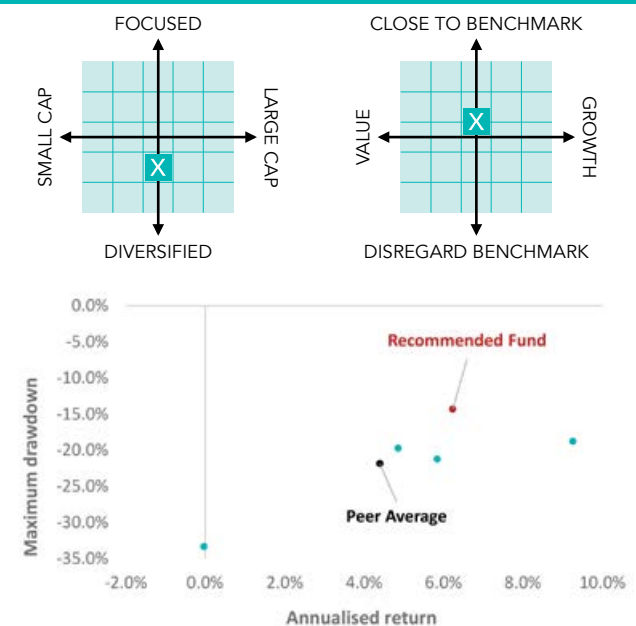 FOCUSED
SMALL CAP
X
LARGE CAP
DIVERSIFIED
CLOSE TO BENCHMARK
VALUE
X
GROWTH
DISREGARD BENCHMARK
0.0%
-5.0%
-10.0%
-15.0%
-20.0%
-25.0%
-30.0%
-35.0%
Maximum drawdown
Recommended Fund
Peer Average
-2.0% 0.0% 2.0% 4.0% 6.0% 8.0% 10.0%
Annualised return